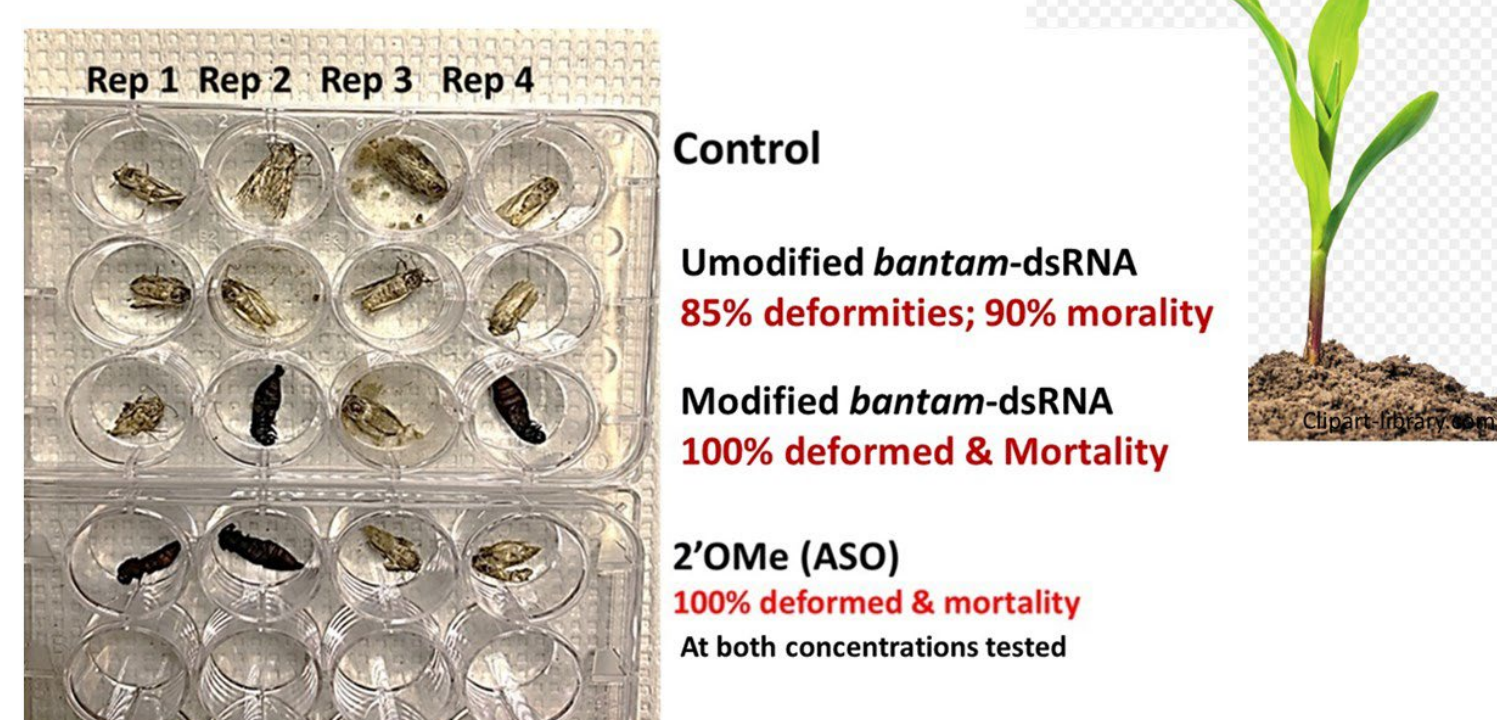 Rep 1 Rep 2 Rep 3 Rep 4
Control
Umodified bantam-dsRNA
85% deformities; 90% morality
Modified bantam-dsRNA
100% deformed & Mortality
2’OMe (ASO)
100% deformed & mortality
At both concentrations tested
Clipart-library.com